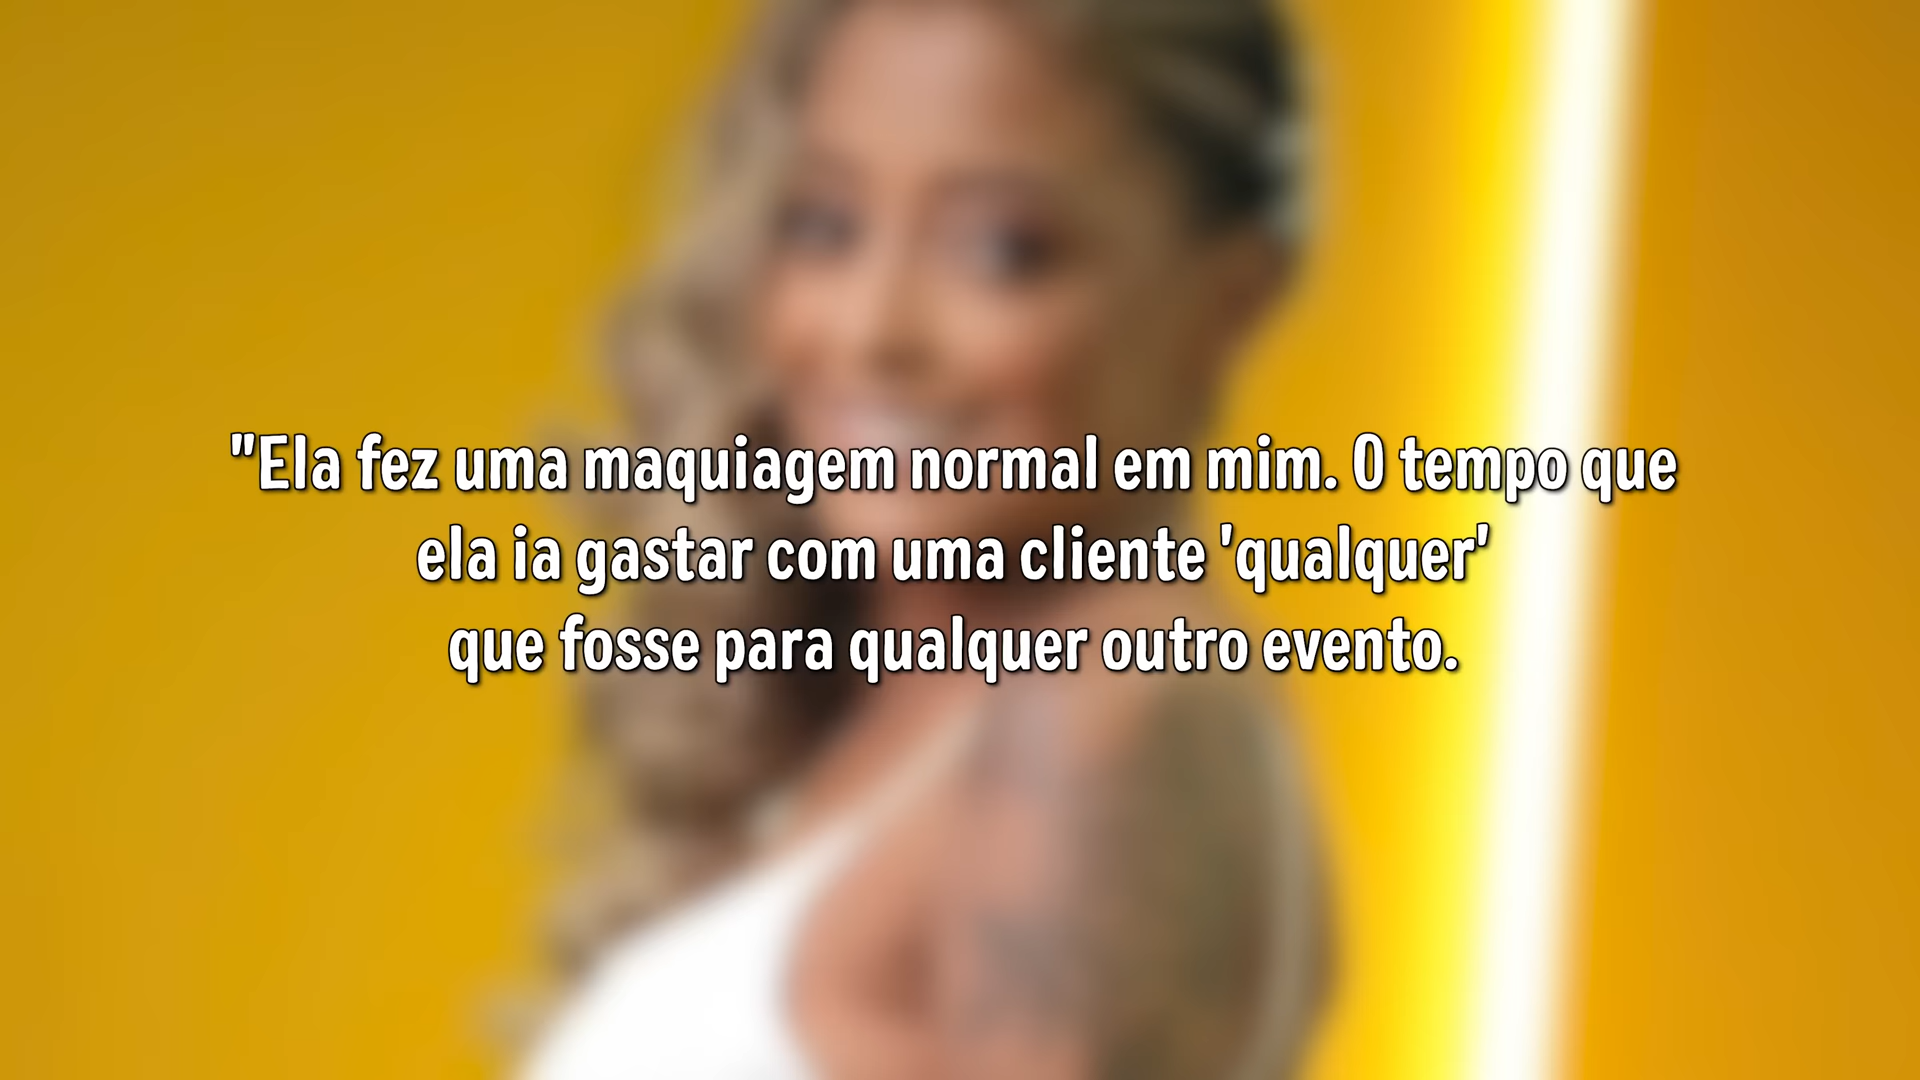 "Ela fez uma maquiagem normal em mim. O tempo que
ela ia gastar com uma cliente 'qualquer'
que fosse para qualquer outro evento.